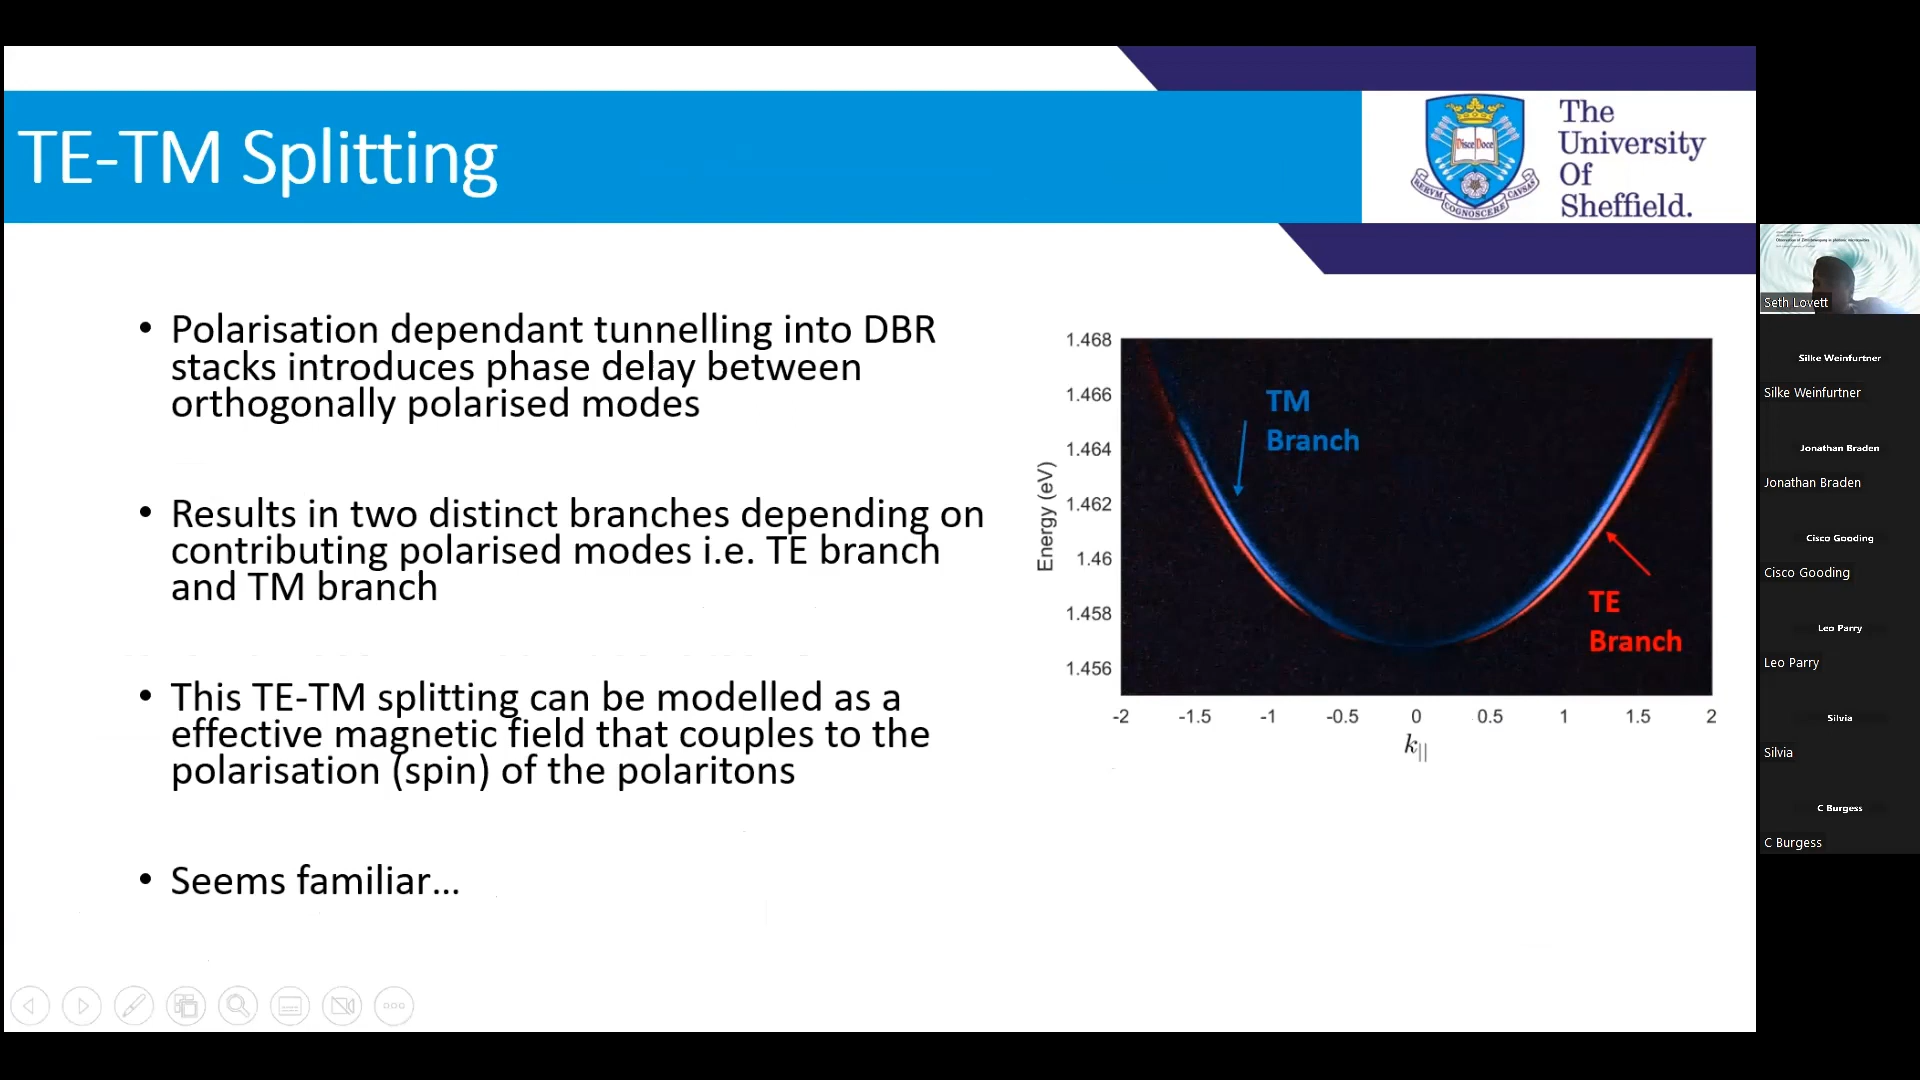 TE-TM Splitting
The
University
Of
Sheffield.
Disce Doce
RERVM COGNOSCERE CAVSAS
• Polarisation dependant tunnelling into DBR
stacks introduces phase delay between
orthogonally polarised modes
• Results in two distinct branches depending on
contributing polarised modes i.e. TE branch
and TM branch
• This TE-TM splitting can be modelled as a
effective magnetic field that couples to the
polarisation (spin) of the polaritons
• Seems familiar...
1.468
1.466
1.464
1.462
1.46
1.458
1.456
Energy (eV)
TM
Branch
TE
Branch
-2 -1.5 -1 -0.5 0 0.5 1 1.5 2
k||
Seth Lovett
Silke Weinfurtner
Silke Weinfurtner
Jonathan Braden
Jonathan Braden
Cisco Gooding
Cisco Gooding
Leo Parry
Leo Parry
Silvia
Silvia
C Burgess
C Burgess